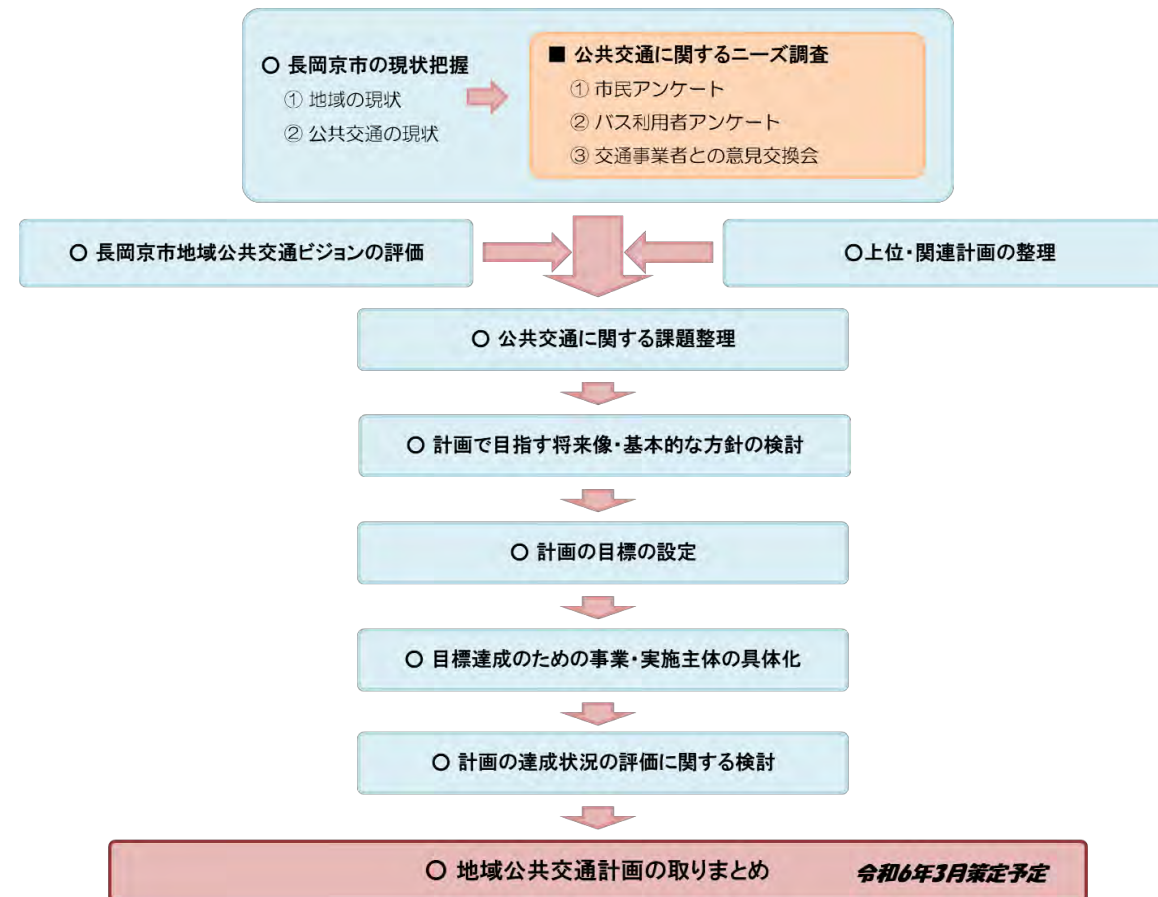 ○ 長岡京市の現状把握
① 地域の現状
② 公共交通の現状
■ 公共交通に関するニーズ調査
① 市民アンケート
② バス利用者アンケート
③ 交通事業者との意見交換会
○ 長岡京市地域公共交通ビジョンの評価
○上位・関連計画の整理
○ 公共交通に関する課題整理
○ 計画で目指す将来像・基本的な方針の検討
○ 計画の目標の設定
○ 目標達成のための事業・実施主体の具体化
○ 計画の達成状況の評価に関する検討
○ 地域公共交通計画の取りまとめ 令和6年3月策定予定